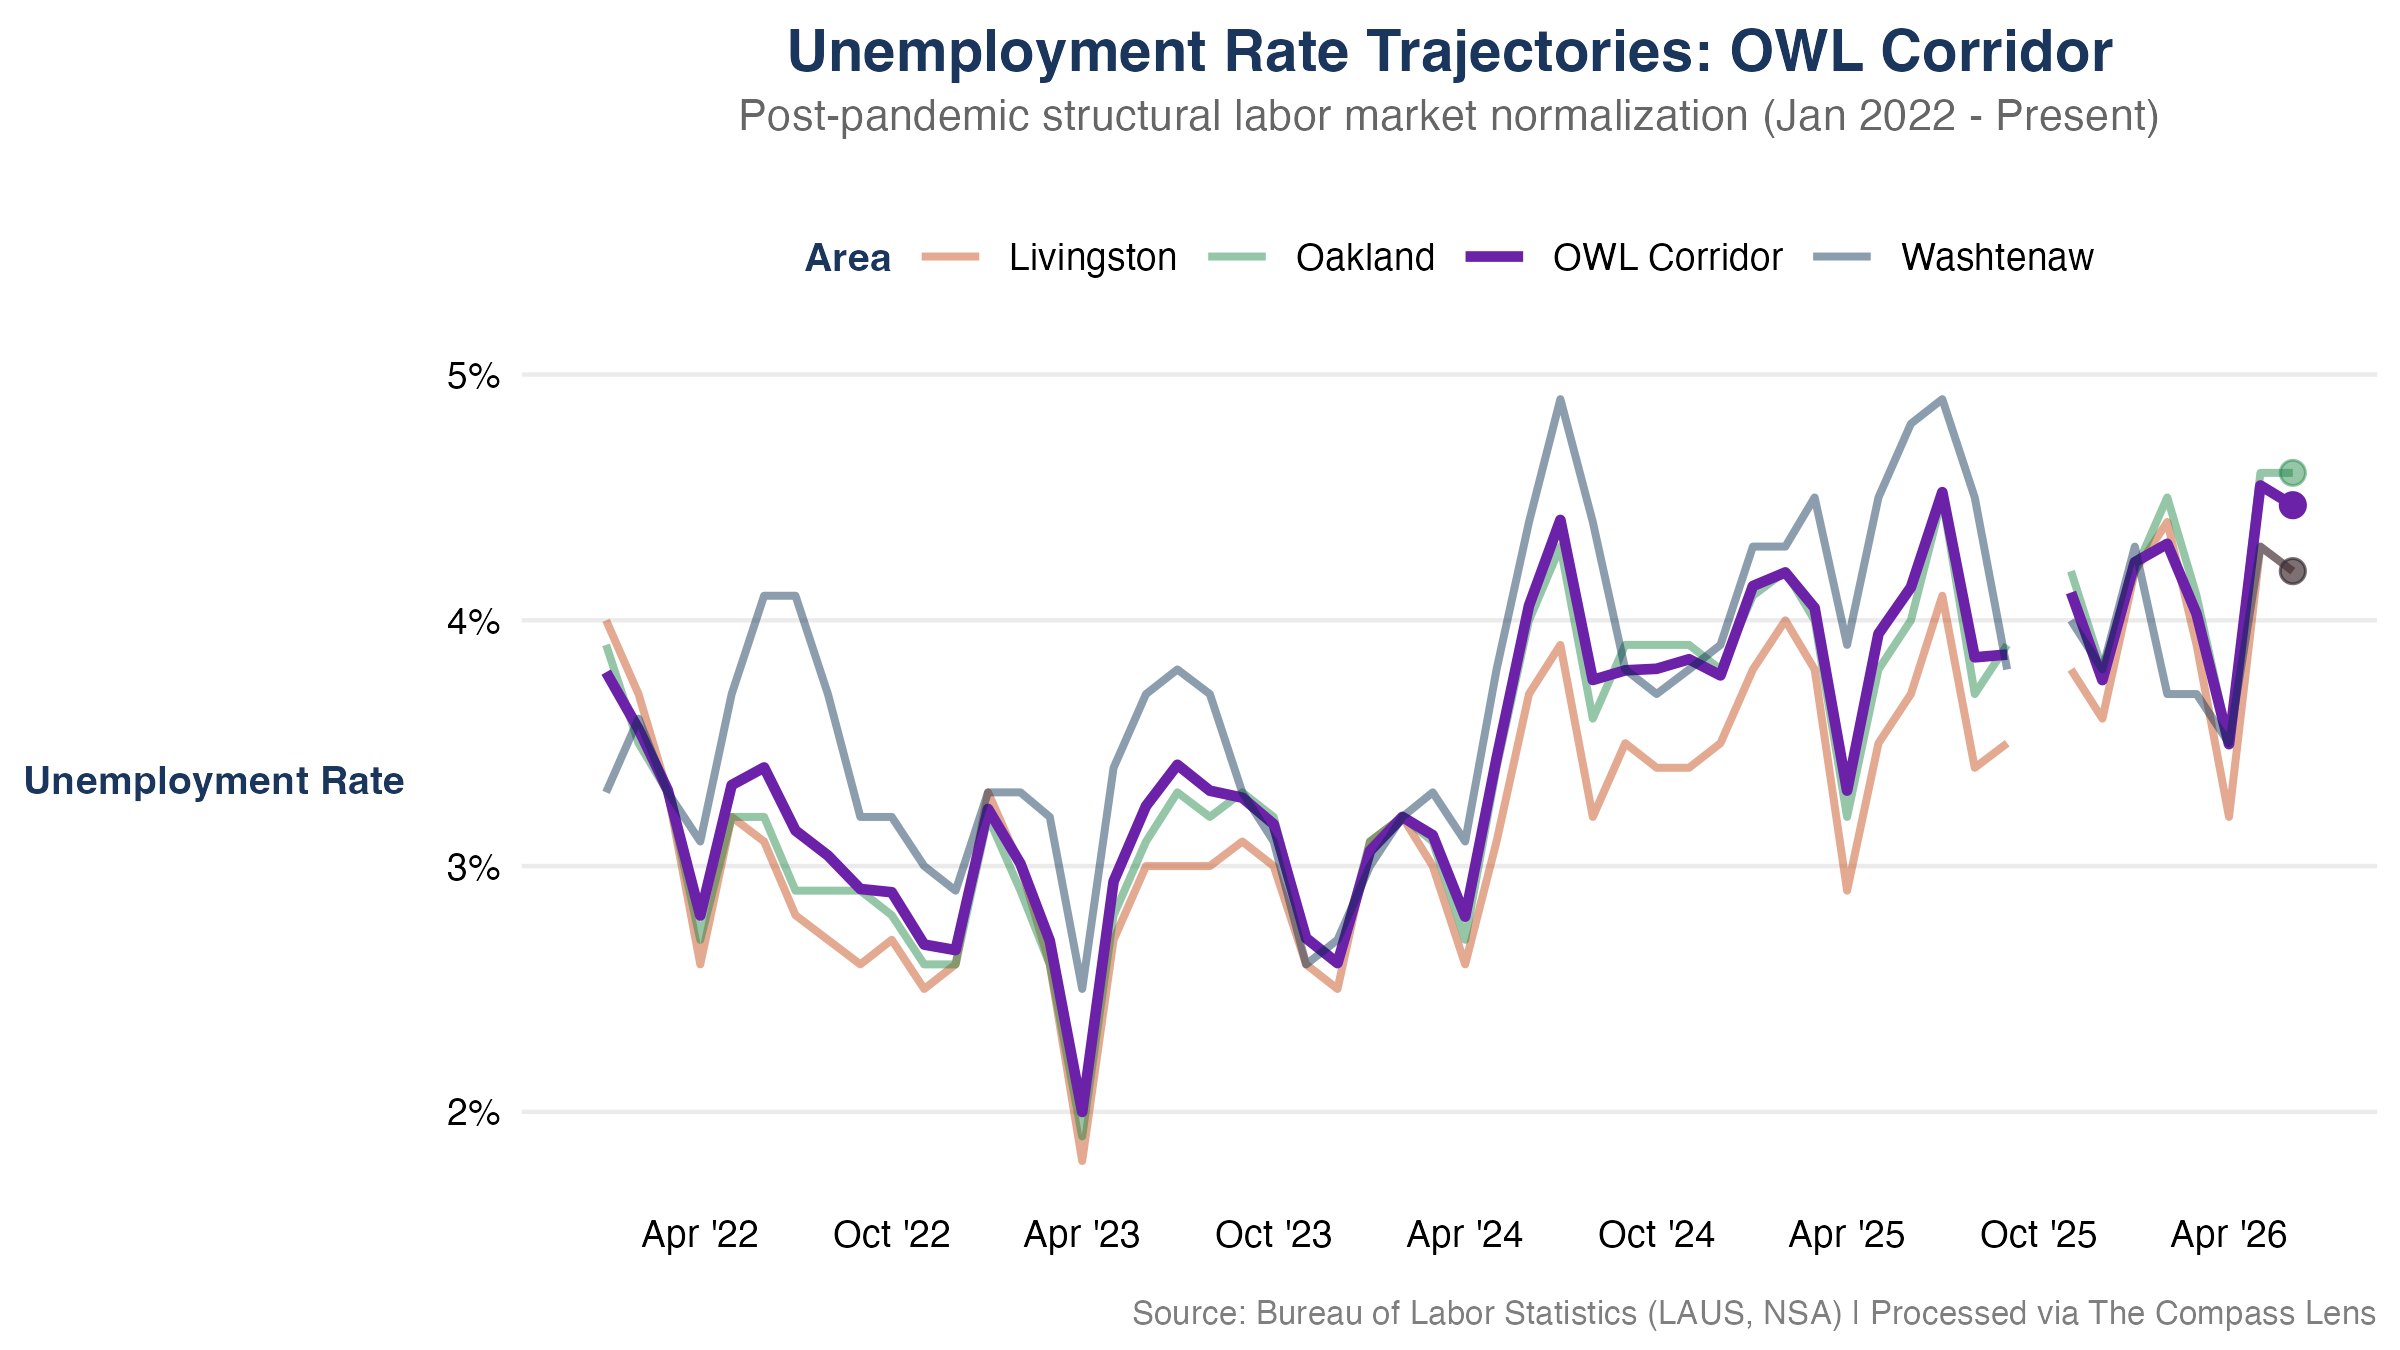 Unemployment Rate Trajectories: OWL Corridor
Post-pandemic structural labor market normalization (Jan 2022 - Present)
Area Livingston Oakland OWL Corridor Washtenaw
5%
4%
Unemployment Rate
3%
2%
Apr '22 Oct '22 Apr '23 Oct '23 Apr '24 Oct '24 Apr '25 Oct '25 Apr '26
Source: Bureau of Labor Statistics (LAUS, NSA) | Processed via The Compass Lens